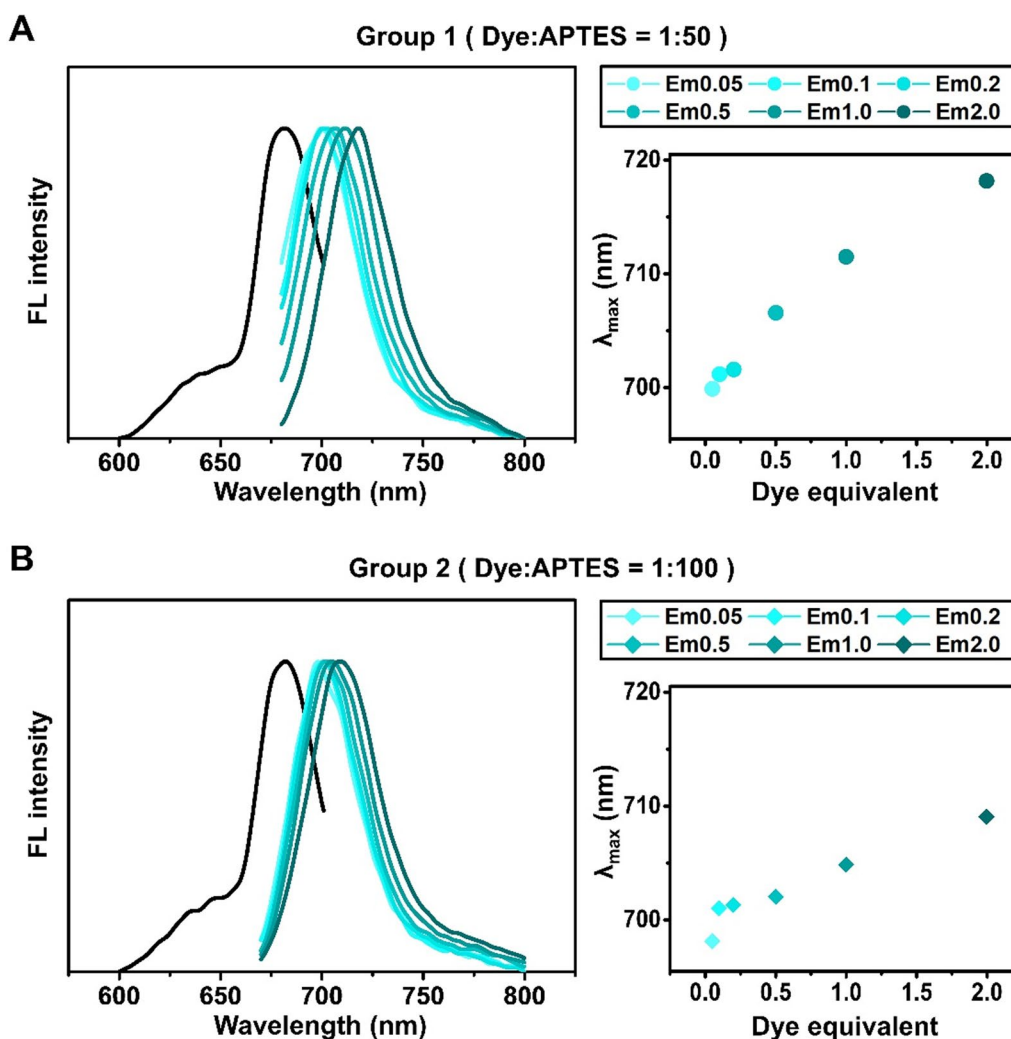 A
Group 1 ( Dye:APTES = 1:50 )
FL intensity
600 650 700 750 800
Wavelength (nm)
Em0.05 Em0.1 Em0.2
Em0.5 Em1.0 Em2.0
λmax (nm)
720
710
700
0.0 0.5 1.0 1.5 2.0
Dye equivalent
B
Group 2 ( Dye:APTES = 1:100 )
FL intensity
600 650 700 750 800
Wavelength (nm)
Em0.05 Em0.1 Em0.2
Em0.5 Em1.0 Em2.0
λmax (nm)
720
710
700
0.0 0.5 1.0 1.5 2.0
Dye equivalent